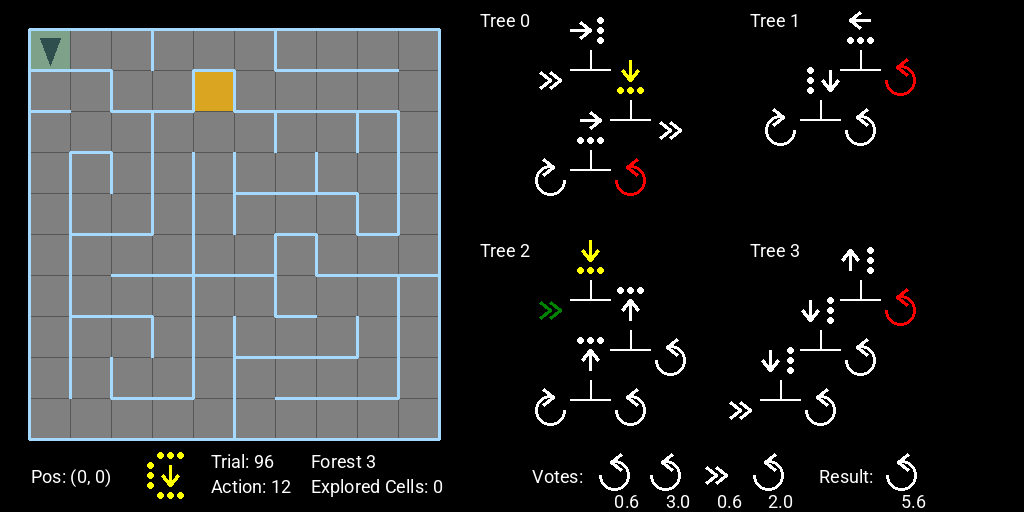 Tree 0
Tree 1
Tree 2
Tree 3
Pos: (0, 0)
Trial: 96
Forest 3
Action: 12
Explored Cells: 0
Votes:
0.6
3.0
0.6
2.0
Result:
5.6